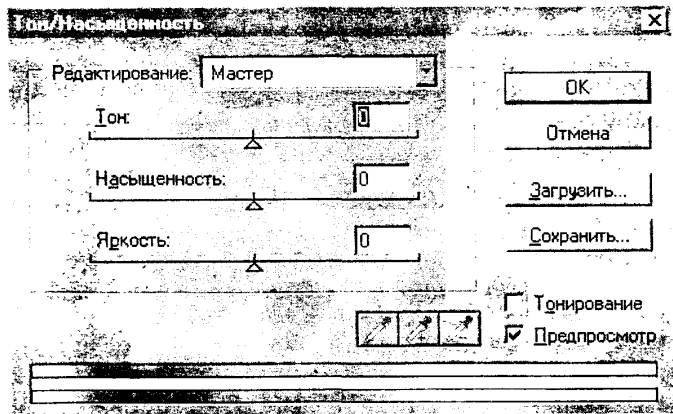 Тон/Насыщенность
Редактирование: Мастер
OK
Тон: 0
Отмена
Насыщенность: 0
Загрузить...
Яркость: 0
Сохранить...
Тонирование
Предпросмотр